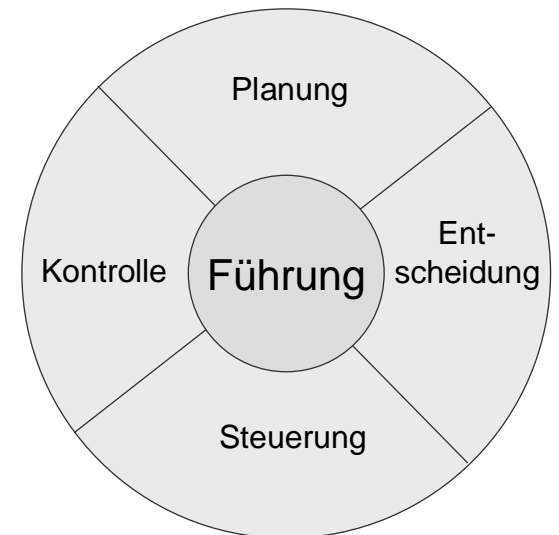 Planung
Kontrolle
Führung
Ent-
scheidung
Steuerung